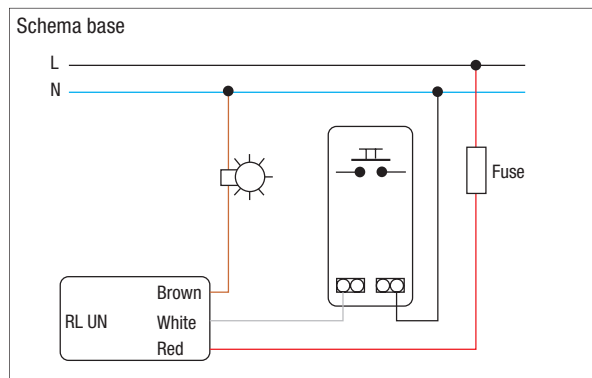 Schema base
L
N
Fuse
Brown
RL UN
White
Red